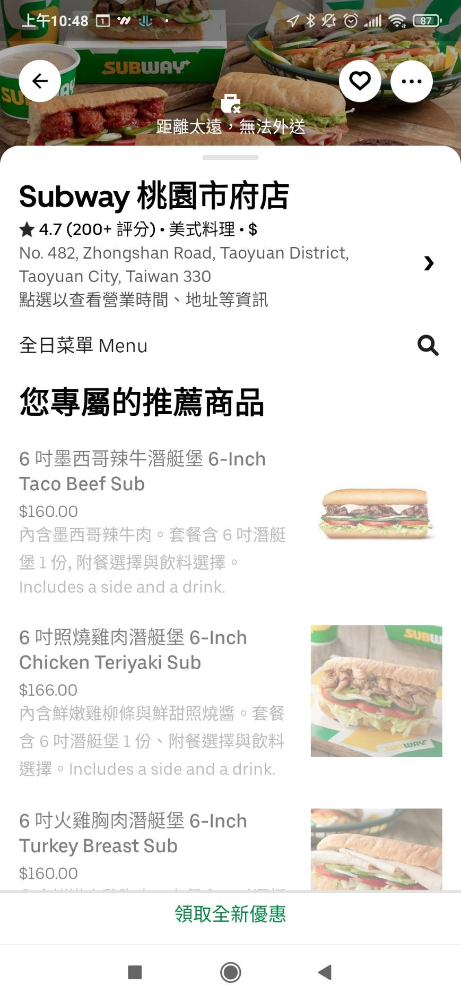 上午10:48
1
87
SUBWAY
距離太遠，無法外送
Subway 桃園市府店
4.7 (200+ 評分) • 美式料理 • $
No. 482, Zhongshan Road, Taoyuan District,
Taoyuan City, Taiwan 330
點選以查看營業時間、地址等資訊
全日菜單 Menu
您專屬的推薦商品
6 吋墨西哥辣牛潛艇堡 6-Inch
Taco Beef Sub
$160.00
內含墨西哥辣牛肉。套餐含 6 吋潛艇
堡 1 份, 附餐選擇與飲料選擇。
Includes a side and a drink.
6 吋照燒雞肉潛艇堡 6-Inch
Chicken Teriyaki Sub
$166.00
內含鮮嫩雞柳條與鮮甜照燒醬。套餐
含 6 吋潛艇堡 1 份、附餐選擇與飲料
選擇。Includes a side and a drink.
SUBWAY
6 吋火雞胸肉潛艇堡 6-Inch
Turkey Breast Sub
$160.00
領取全新優惠